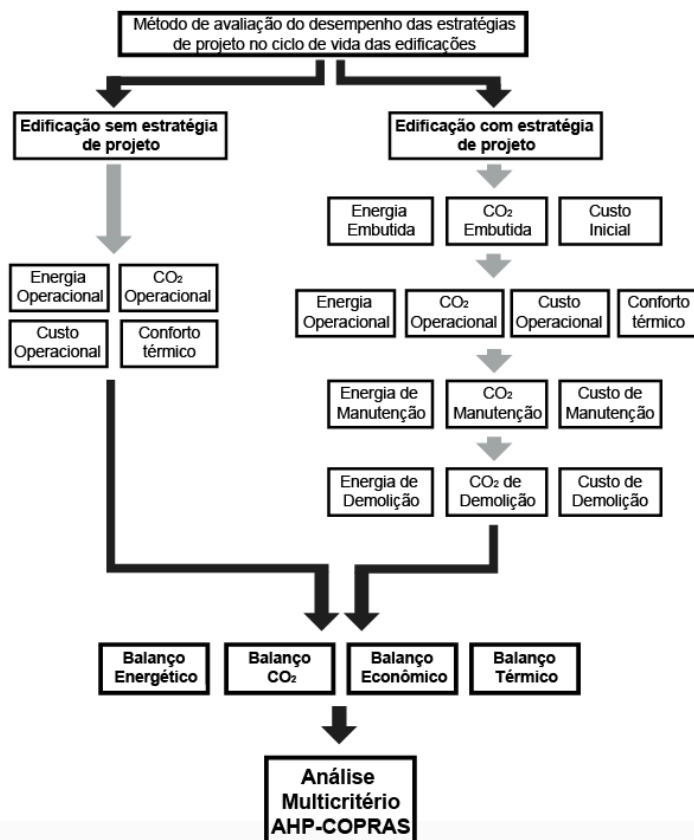 Método de avaliação do desempenho das estratégias
de projeto no ciclo de vida das edificações
Edificação sem estratégia
de projeto
Edificação com estratégia
de projeto
Energia
Embutida
CO₂
Embutida
Custo
Inicial
Energia
Operacional
CO₂
Operacional
Custo
Operacional
Conforto
térmico
Energia
Operacional
CO₂
Operacional
Custo
Operacional
Conforto
térmico
Energia de
Manutenção
CO₂
Manutenção
Custo de
Manutenção
Energia de
Demolição
CO₂ de
Demolição
Custo de
Demolição
Balanço
Energético
Balanço
CO₂
Balanço
Econômico
Balanço
Térmico
Análise
Multicritério
AHP-COPRAS